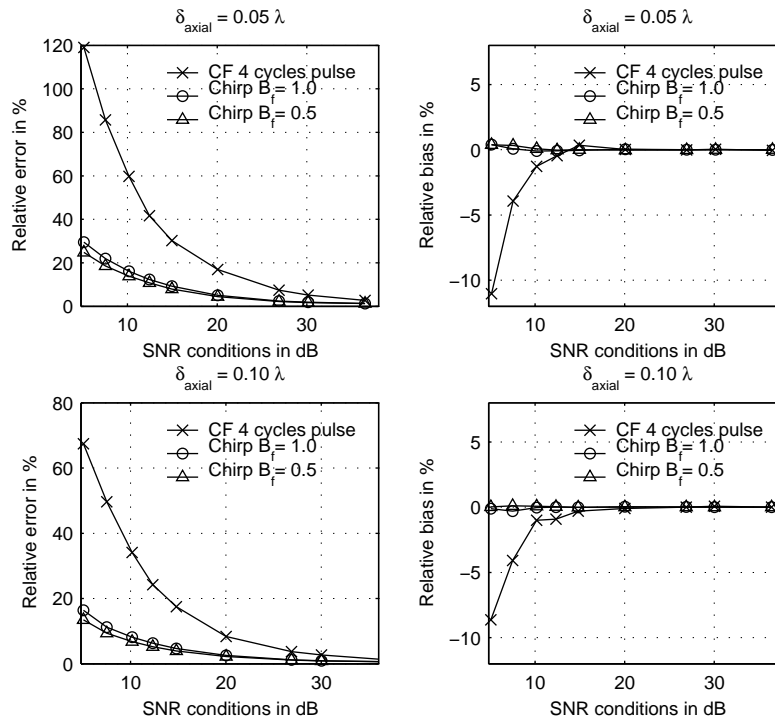 δaxial = 0.05 λ
120
100
80
60
40
20
0
Relative error in %
CF 4 cycles pulse
Chirp Bf= 1.0
Chirp Bf= 0.5
10
20
30
SNR conditions in dB
δaxial = 0.05 λ
5
0
−5
−10
Relative bias in %
CF 4 cycles pulse
Chirp Bf= 1.0
Chirp Bf= 0.5
10
20
30
SNR conditions in dB
δaxial = 0.10 λ
80
60
40
20
0
Relative error in %
CF 4 cycles pulse
Chirp Bf= 1.0
Chirp Bf= 0.5
10
20
30
SNR conditions in dB
δaxial = 0.10 λ
5
0
−5
−10
Relative bias in %
CF 4 cycles pulse
Chirp Bf= 1.0
Chirp Bf= 0.5
10
20
30
SNR conditions in dB